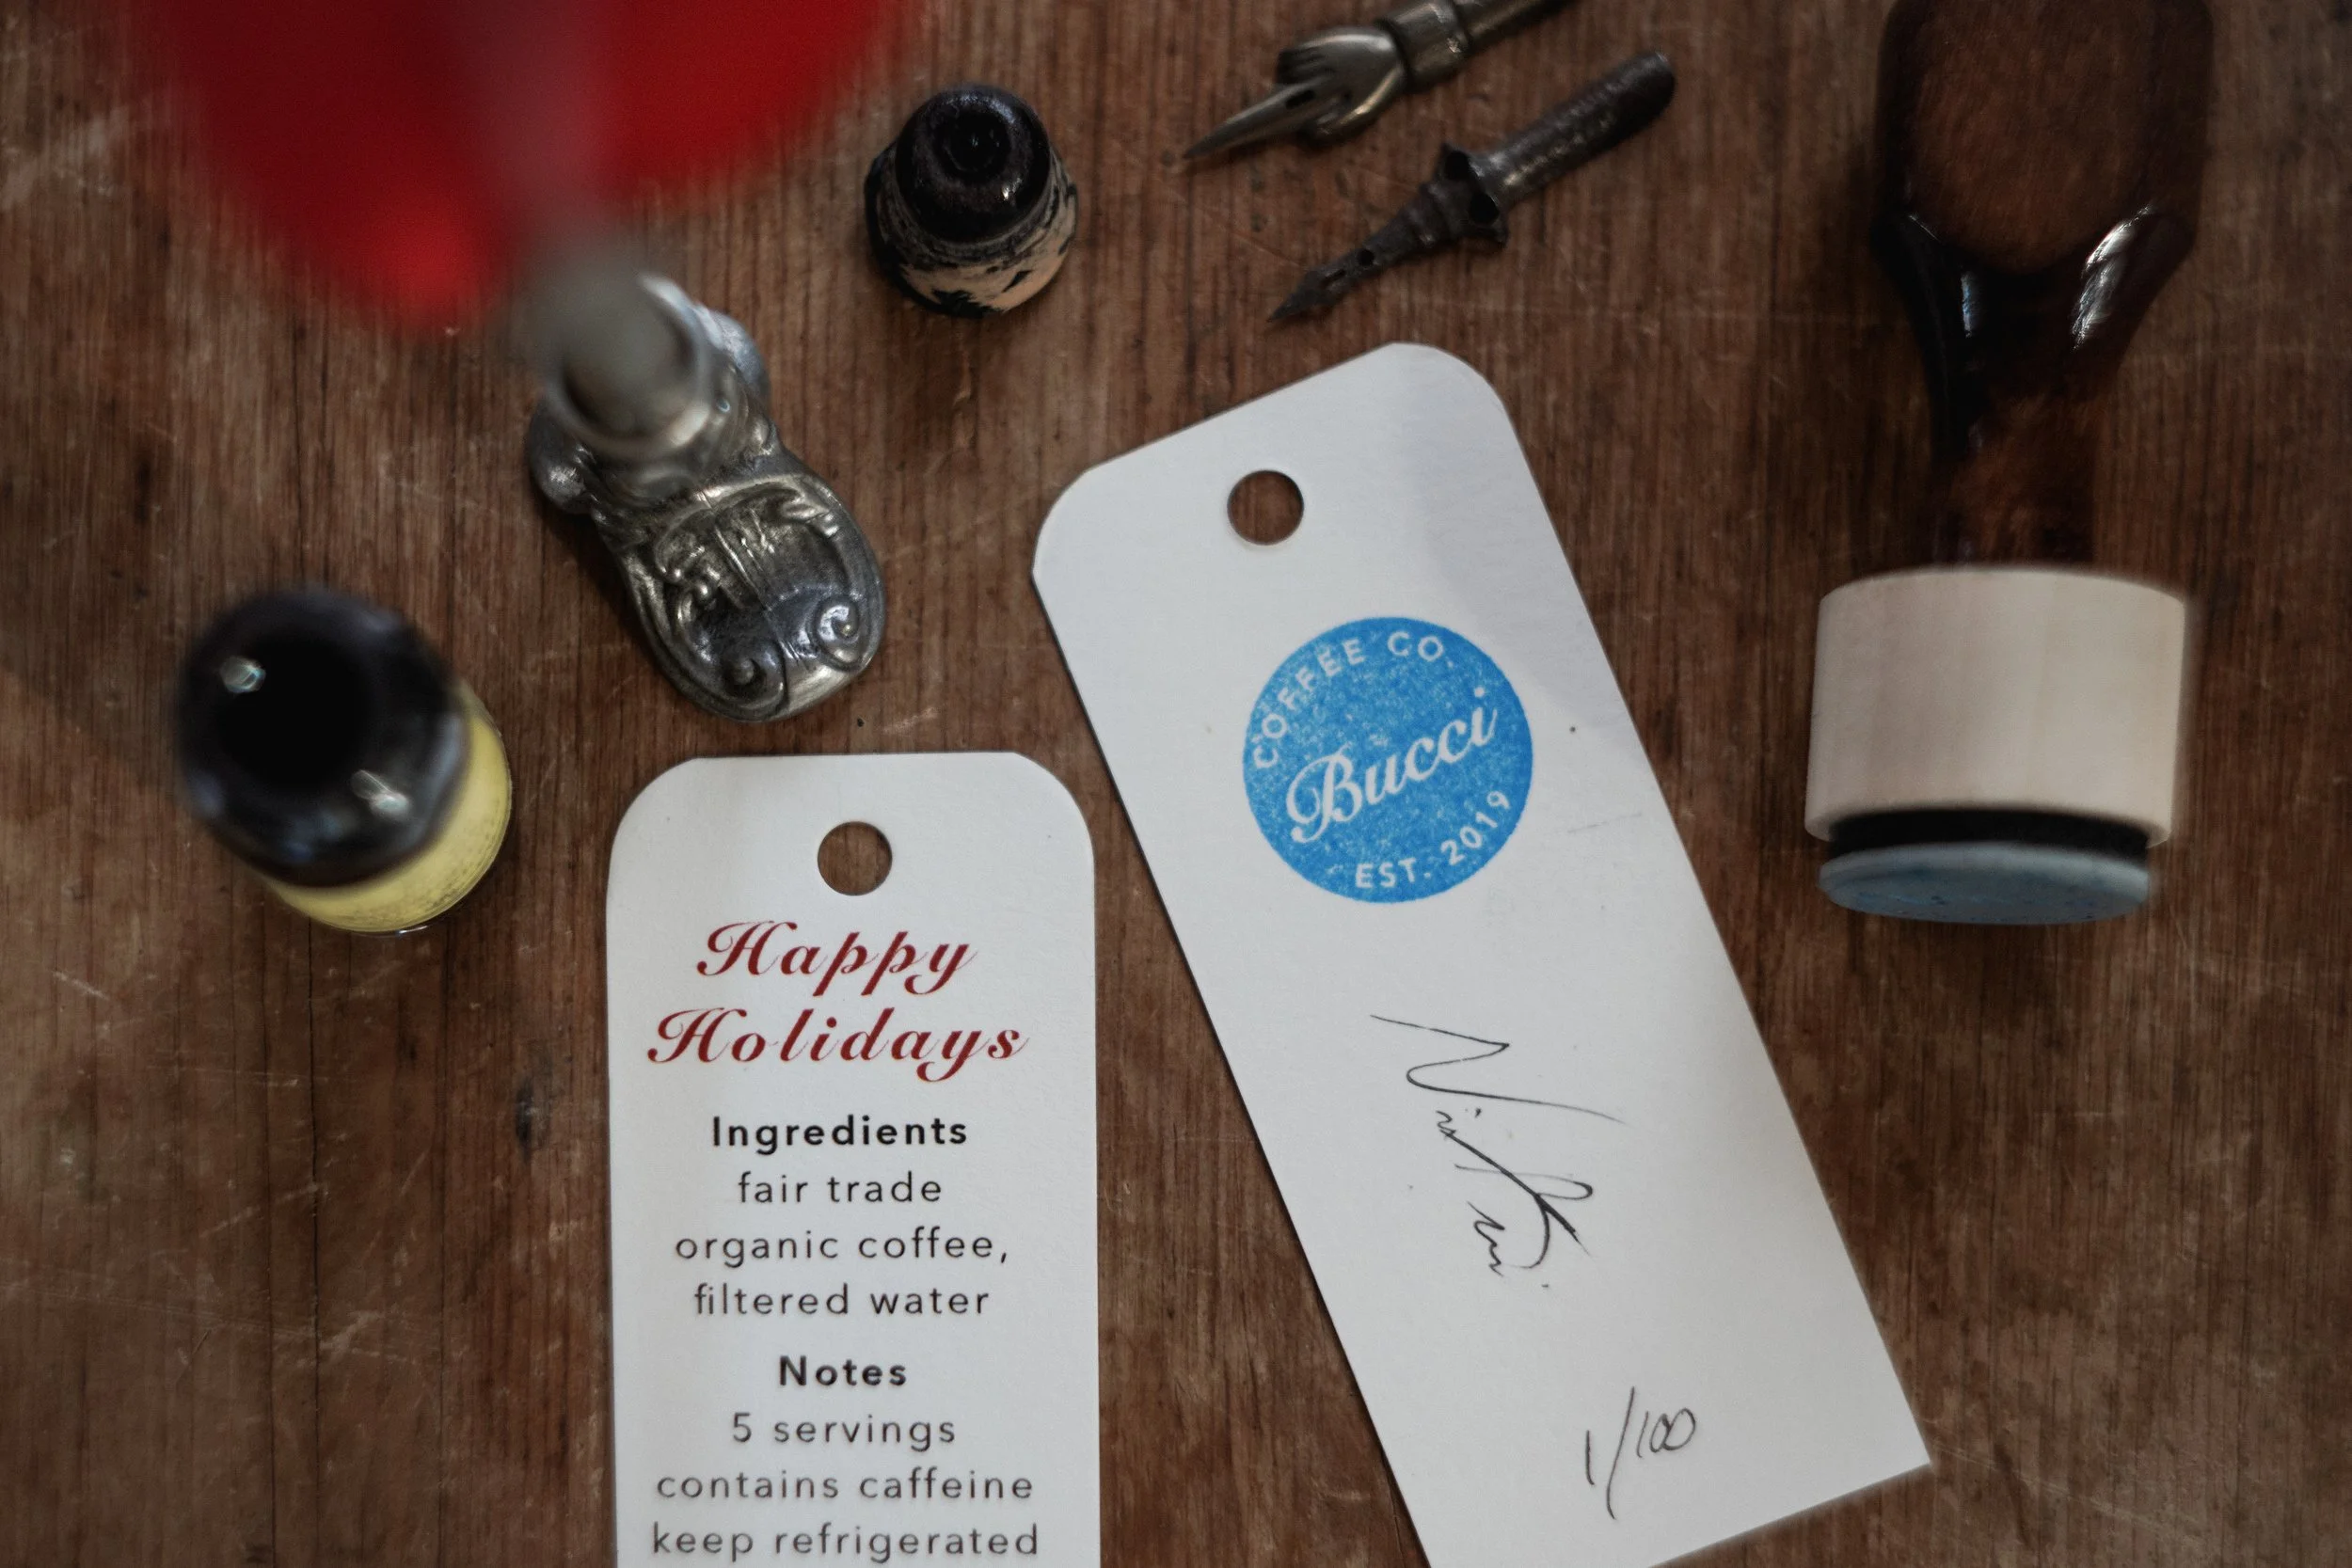 Happy
Holidays
Ingredients
fair trade
organic coffee,
filtered water
Notes
5 servings
contains caffeine
keep refrigerated
COFFEE CO.
Bucci
EST. 2019
1/100